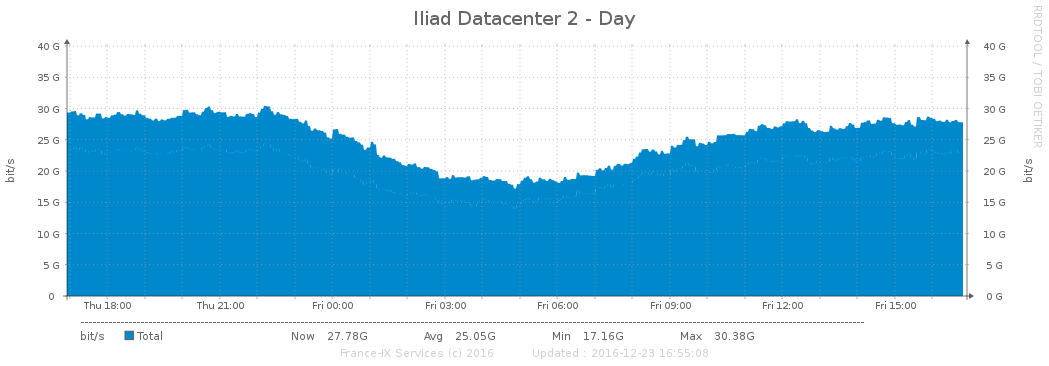 Iliad Datacenter 2 - Day
RRDTOOL / TOBI OETIKER
bit/s
40 G
35 G
30 G
25 G
20 G
15 G
10 G
5 G
0
40 G
35 G
30 G
25 G
20 G
15 G
10 G
5 G
0 G
bit/s
Thu 18:00 Thu 21:00 Fri 00:00 Fri 03:00 Fri 06:00 Fri 09:00 Fri 12:00 Fri 15:00
bit/s Total Now 27.78G Avg 25.05G Min 17.16G Max 30.38G
France-IX Services (c) 2016 Updated : 2016-12-23 16:55:08